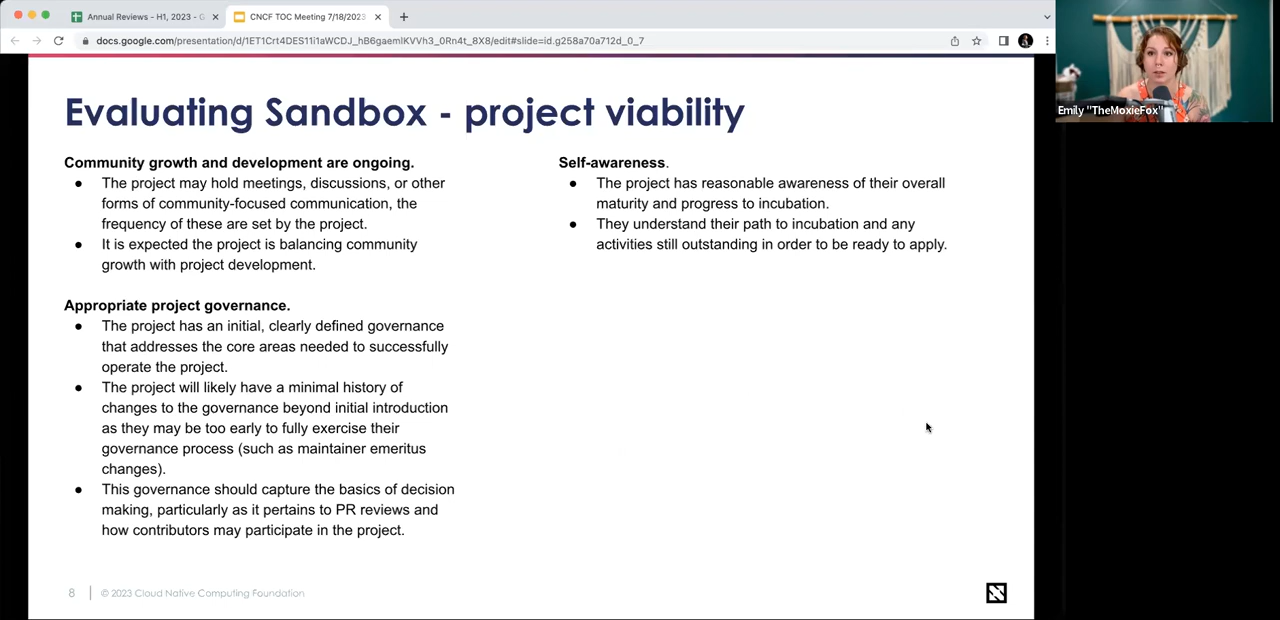 Annual Reviews - H1, 2023 - G
CNCF TOC Meeting 7/18/2023
docs.google.com/presentation/d/1ET1Crt4DES11i1aWCDJ_hB6gaemIKVVh3_0Rn4t_8X8/edit#slide=id.g258a70a712d_0_7
Emily "TheMoxieFox"
Evaluating Sandbox - project viability
Community growth and development are ongoing.
● The project may hold meetings, discussions, or other
forms of community-focused communication, the
frequency of these are set by the project.
● It is expected the project is balancing community
growth with project development.
Appropriate project governance.
● The project has an initial, clearly defined governance
that addresses the core areas needed to successfully
operate the project.
● The project will likely have a minimal history of
changes to the governance beyond initial introduction
as they may be too early to fully exercise their
governance process (such as maintainer emeritus
changes).
● This governance should capture the basics of decision
making, particularly as it pertains to PR reviews and
how contributors may participate in the project.
Self-awareness.
● The project has reasonable awareness of their overall
maturity and progress to incubation.
● They understand their path to incubation and any
activities still outstanding in order to be ready to apply.
8 | © 2023 Cloud Native Computing Foundation